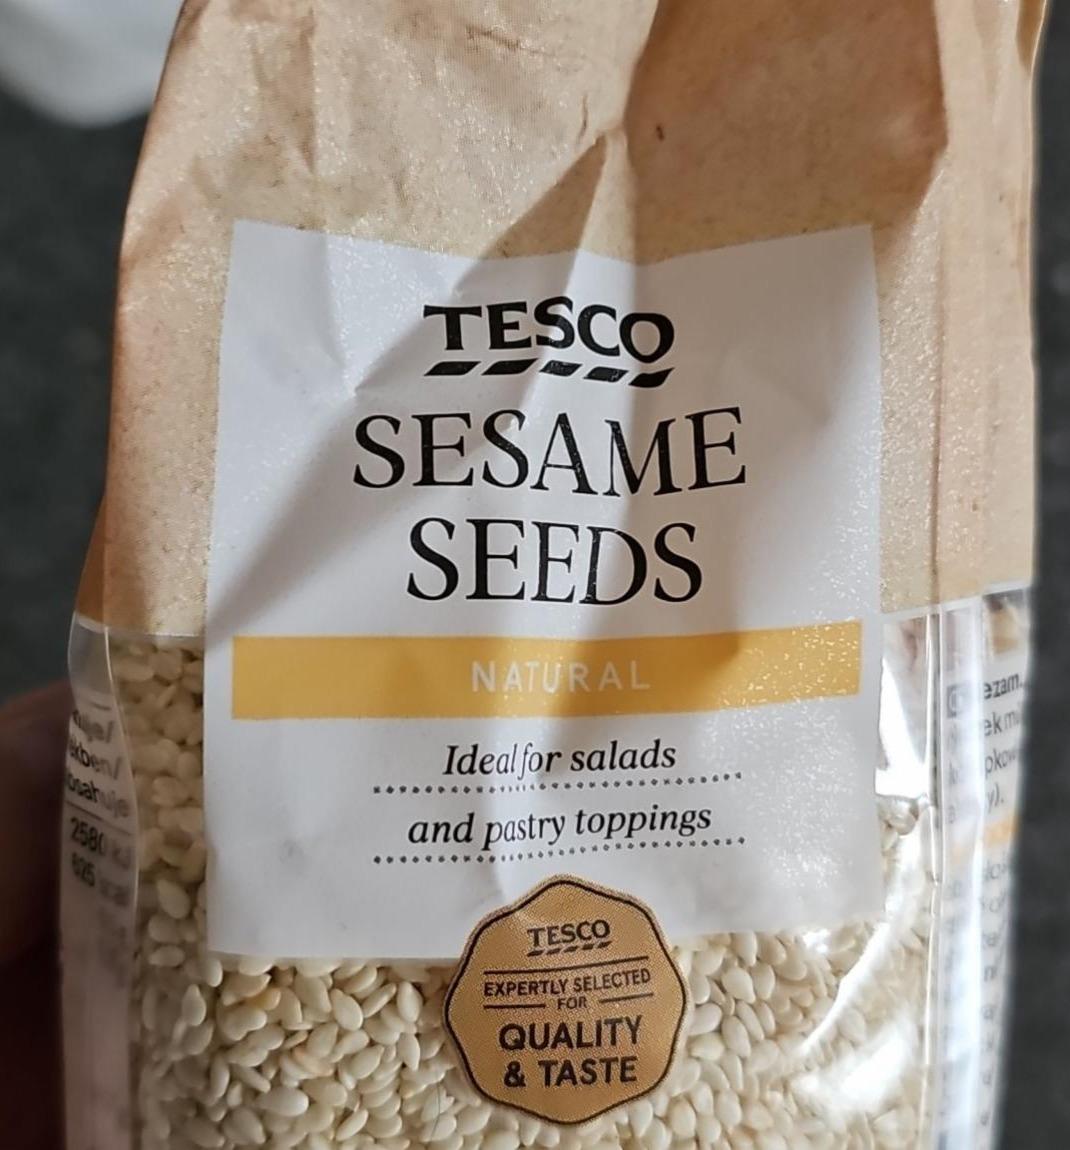 TESCO
SESAME
SEEDS
NATURAL
Ideal for salads
and pastry toppings
TESCO
EXPERTLY SELECTED
FOR
QUALITY
& TASTE